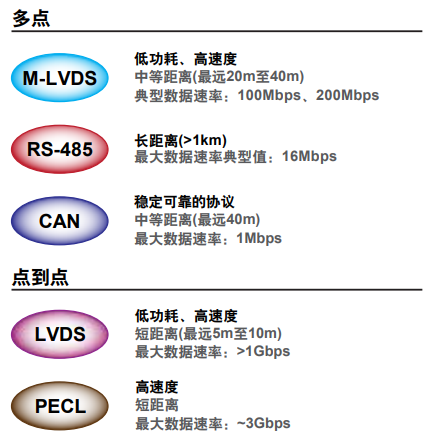 多点
M-LVDS
低功耗、高速度
中等距离(最远20m至40m)
典型数据速率：100Mbps、200Mbps
RS-485
长距离(>1km)
最大数据速率典型值：16Mbps
CAN
稳定可靠的协议
中等距离(最远40m)
最大数据速率：1Mbps
点到点
LVDS
低功耗、高速度
短距离(最远5m至10m)
最大数据速率：>1Gbps
PECL
高速度
短距离
最大数据速率：~3Gbps